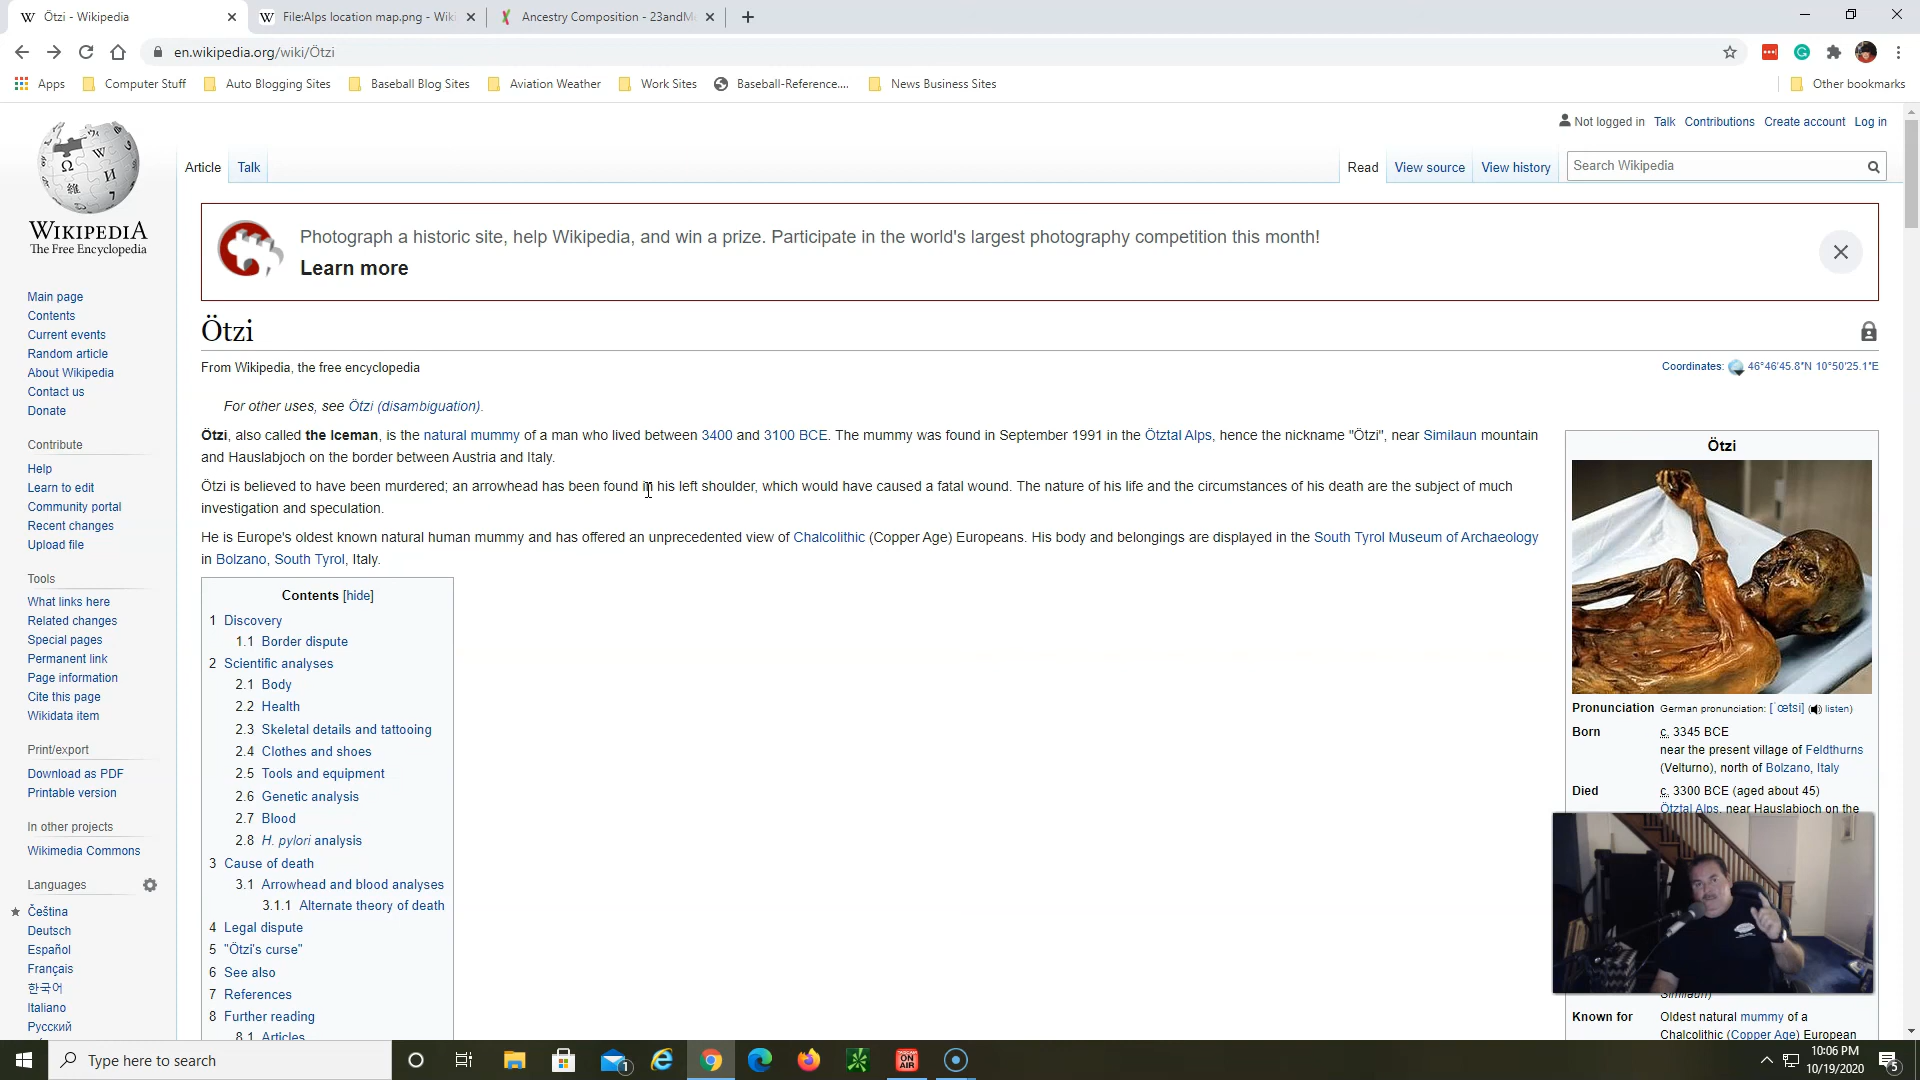 Ötzi - Wikipedia
File:Alps location map.png - Wiki
Ancestry Composition - 23andMe
en.wikipedia.org/wiki/Ötzi
Apps
Computer Stuff
Auto Blogging Sites
Baseball Blog Sites
Aviation Weather
Work Sites
Baseball-Reference....
News Business Sites
Other bookmarks
WIKIPEDIA
The Free Encyclopedia
Not logged in Talk Contributions Create account Log in
Article Talk
Read View source View history Search Wikipedia
Photograph a historic site, help Wikipedia, and win a prize. Participate in the world's largest photography competition this month!
Learn more
Main page
Contents
Current events
Random article
About Wikipedia
Contact us
Donate
Contribute
Help
Learn to edit
Community portal
Recent changes
Upload file
Tools
What links here
Related changes
Special pages
Permanent link
Page information
Cite this page
Wikidata item
Print/export
Download as PDF
Printable version
In other projects
Wikimedia Commons
Languages
Čeština
Deutsch
Español
Français
한국어
Italiano
Русский
Ötzi
From Wikipedia, the free encyclopedia
Coordinates: 46°46′45.8″N 10°50′25.1″E
For other uses, see Ötzi (disambiguation).
Ötzi, also called the Iceman, is the natural mummy of a man who lived between 3400 and 3100 BCE. The mummy was found in September 1991 in the Ötztal Alps, hence the nickname "Ötzi", near Similaun mountain
and Hauslabjoch on the border between Austria and Italy.
Ötzi is believed to have been murdered; an arrowhead has been found in his left shoulder, which would have caused a fatal wound. The nature of his life and the circumstances of his death are the subject of much
investigation and speculation.
He is Europe's oldest known natural human mummy and has offered an unprecedented view of Chalcolithic (Copper Age) Europeans. His body and belongings are displayed in the South Tyrol Museum of Archaeology
in Bolzano, South Tyrol, Italy.
Contents [hide]
1 Discovery
1.1 Border dispute
2 Scientific analyses
2.1 Body
2.2 Health
2.3 Skeletal details and tattooing
2.4 Clothes and shoes
2.5 Tools and equipment
2.6 Genetic analysis
2.7 Blood
2.8 H. pylori analysis
3 Cause of death
3.1 Arrowhead and blood analyses
3.1.1 Alternate theory of death
4 Legal dispute
5 "Ötzi's curse"
6 See also
7 References
8 Further reading
8.1 Articles
Ötzi
Pronunciation German pronunciation: [ˈœtsi] (listen)
Born c. 3345 BCE
near the present village of Feldthurns
(Velturno), north of Bolzano, Italy
Died c. 3300 BCE (aged about 45)
Ötztal Alps, near Hauslabjoch on the
Similaun)
Known for Oldest natural mummy of a
Chalcolithic (Copper Age) European
Type here to search
1
ON AIR
10:06 PM
10/19/2020
5